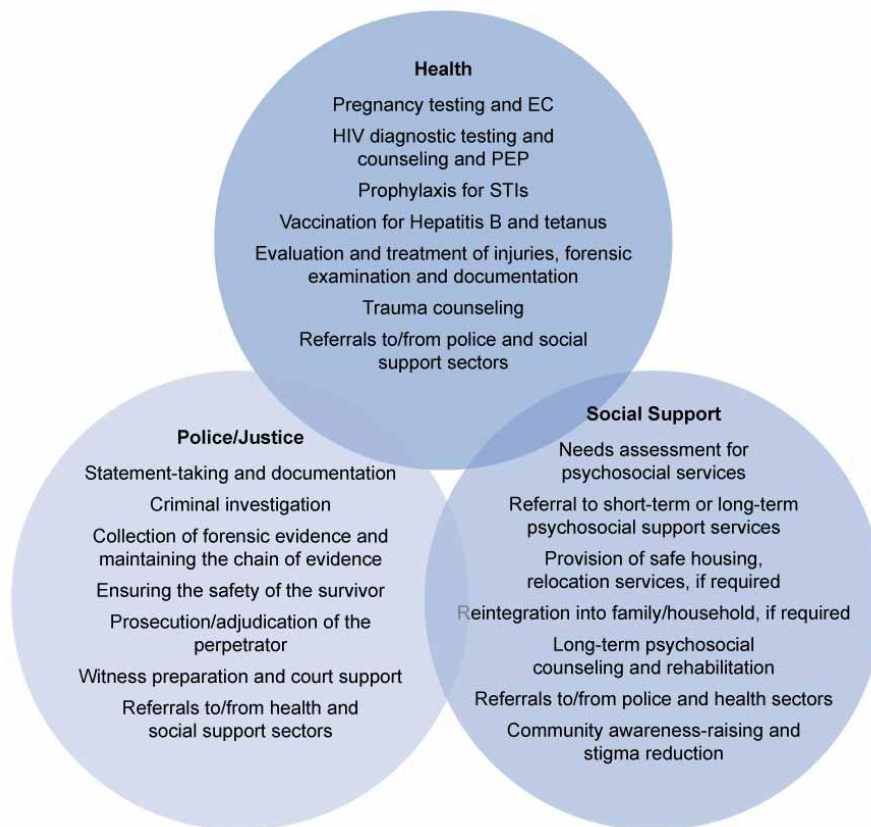 Health
Pregnancy testing and EC
HIV diagnostic testing and
counseling and PEP
Prophylaxis for STIs
Vaccination for Hepatitis B and tetanus
Evaluation and treatment of injuries, forensic
examination and documentation
Trauma counseling
Referrals to/from police and social
support sectors
Police/Justice
Statement-taking and documentation
Criminal investigation
Collection of forensic evidence and
maintaining the chain of evidence
Ensuring the safety of the survivor
Prosecution/adjudication of the
perpetrator
Witness preparation and court support
Referrals to/from health and
social support sectors
Social Support
Needs assessment for
psychosocial services
Referral to short-term or long-term
psychosocial support services
Provision of safe housing,
relocation services, if required
Reintegration into family/household, if required
Long-term psychosocial
counseling and rehabilitation
Referrals to/from police and health sectors
Community awareness-raising and
stigma reduction